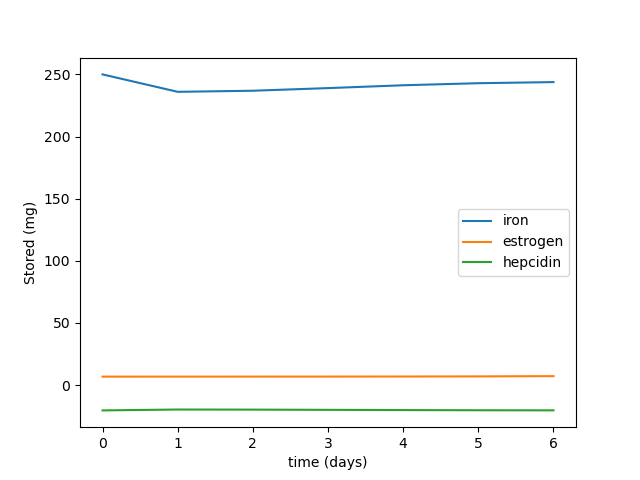 250
200
150
100
50
0
Stored (mg)
iron
estrogen
hepcidin
0 1 2 3 4 5 6
time (days)